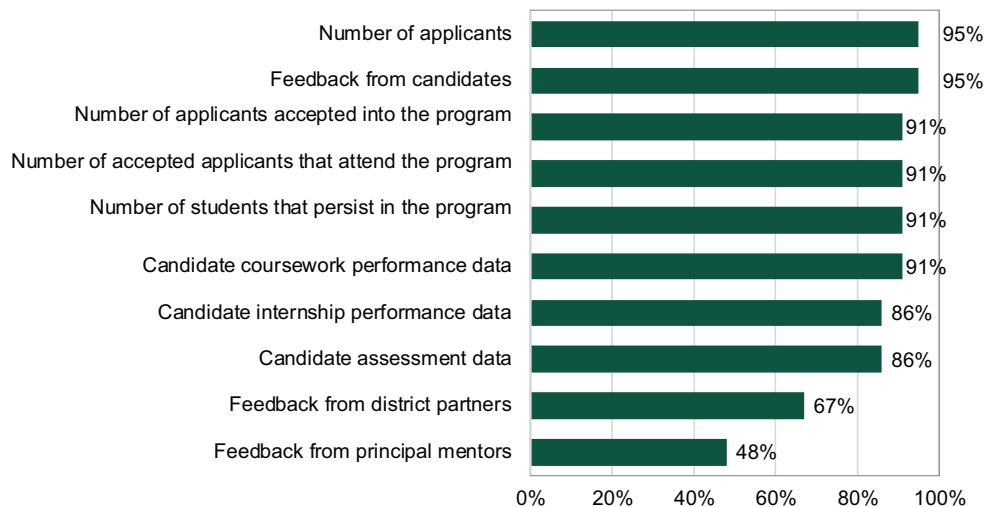 Number of applicants 95%
Feedback from candidates 95%
Number of applicants accepted into the program 91%
Number of accepted applicants that attend the program 91%
Number of students that persist in the program 91%
Candidate coursework performance data 91%
Candidate internship performance data 86%
Candidate assessment data 86%
Feedback from district partners 67%
Feedback from principal mentors 48%
0% 20% 40% 60% 80% 100%